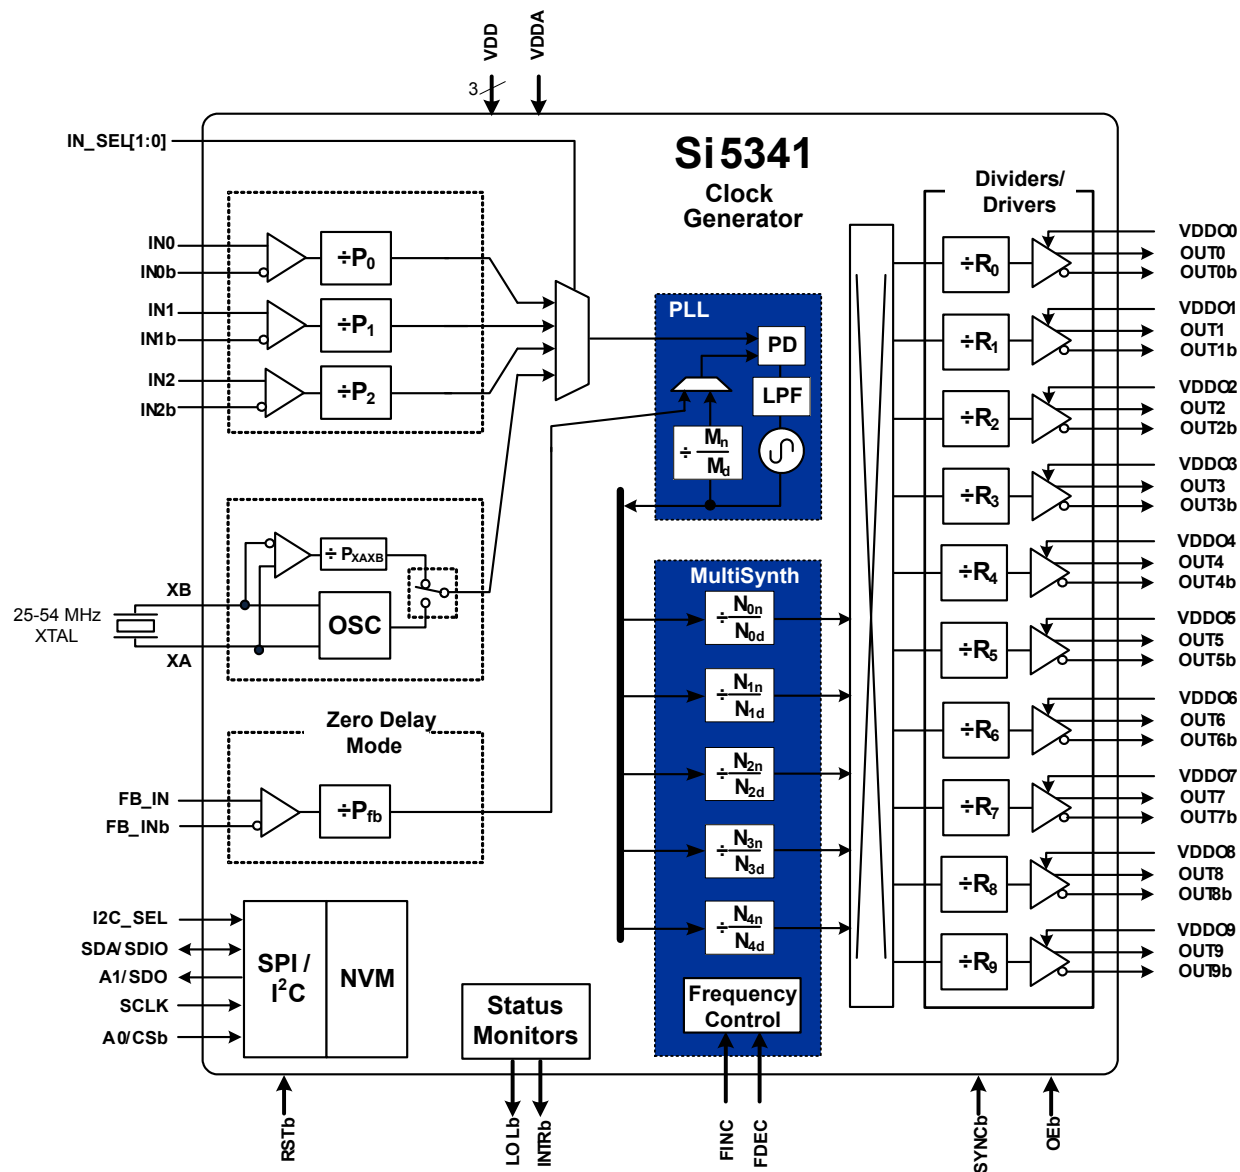 VDD
VDDA
3
IN_SEL[1:0]
Si5341
Clock
Generator
Dividers/
Drivers
IN0
IN0b
÷P0
IN1
IN1b
÷P1
IN2
IN2b
÷P2
PLL
PD
LPF
÷ Mn
Md
XB
25-54 MHz
XTAL
XA
÷ PXAXB
OSC
MultiSynth
÷ N0n
N0d
÷ N1n
N1d
÷ N2n
N2d
÷ N3n
N3d
÷ N4n
N4d
Frequency
Control
Zero Delay
Mode
FB_IN
FB_INb
÷Pfb
I2C_SEL
SDA/SDIO
A1/SDO
SCLK
A0/CSb
SPI /
I²C
NVM
Status
Monitors
÷R0
VDDO0
OUT0
OUT0b
÷R1
VDDO1
OUT1
OUT1b
÷R2
VDDO2
OUT2
OUT2b
÷R3
VDDO3
OUT3
OUT3b
÷R4
VDDO4
OUT4
OUT4b
÷R5
VDDO5
OUT5
OUT5b
÷R6
VDDO6
OUT6
OUT6b
÷R7
VDDO7
OUT7
OUT7b
÷R8
VDDO8
OUT8
OUT8b
÷R9
VDDO9
OUT9
OUT9b
RSTb
LOLb
INTRb
FINC
FDEC
SYNCb
OEb